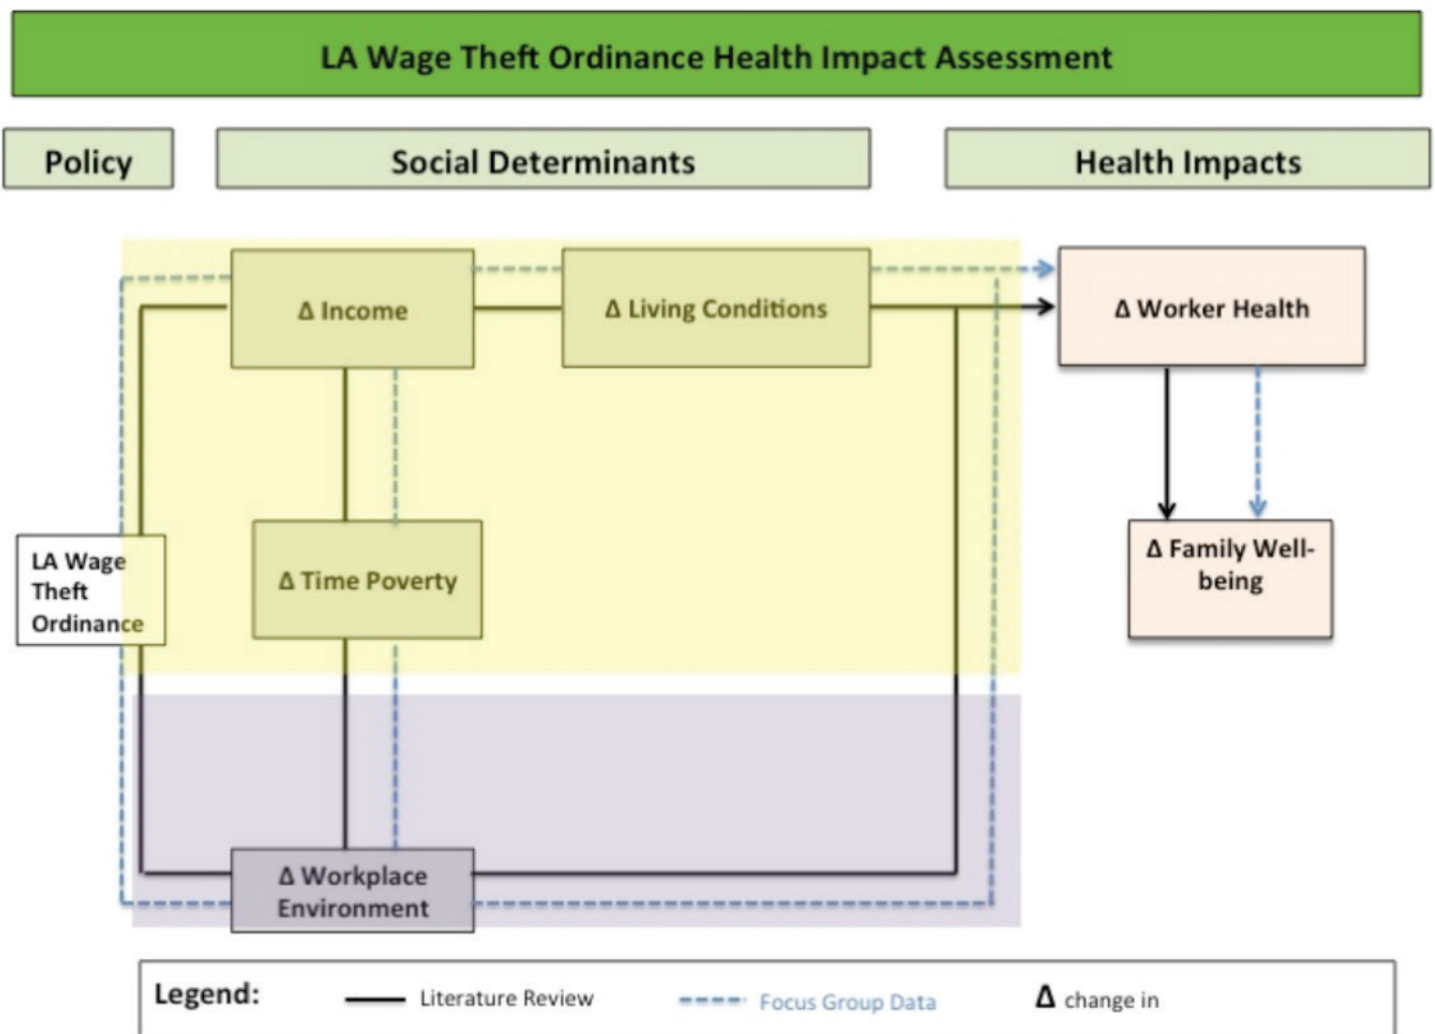 LA Wage Theft Ordinance Health Impact Assessment
Policy
Social Determinants
Health Impacts
Δ Income
Δ Living Conditions
Δ Worker Health
LA Wage
Theft
Ordinance
Δ Time Poverty
Δ Family Well-
being
Δ Workplace
Environment
Legend:
Literature Review
Focus Group Data
Δ change in